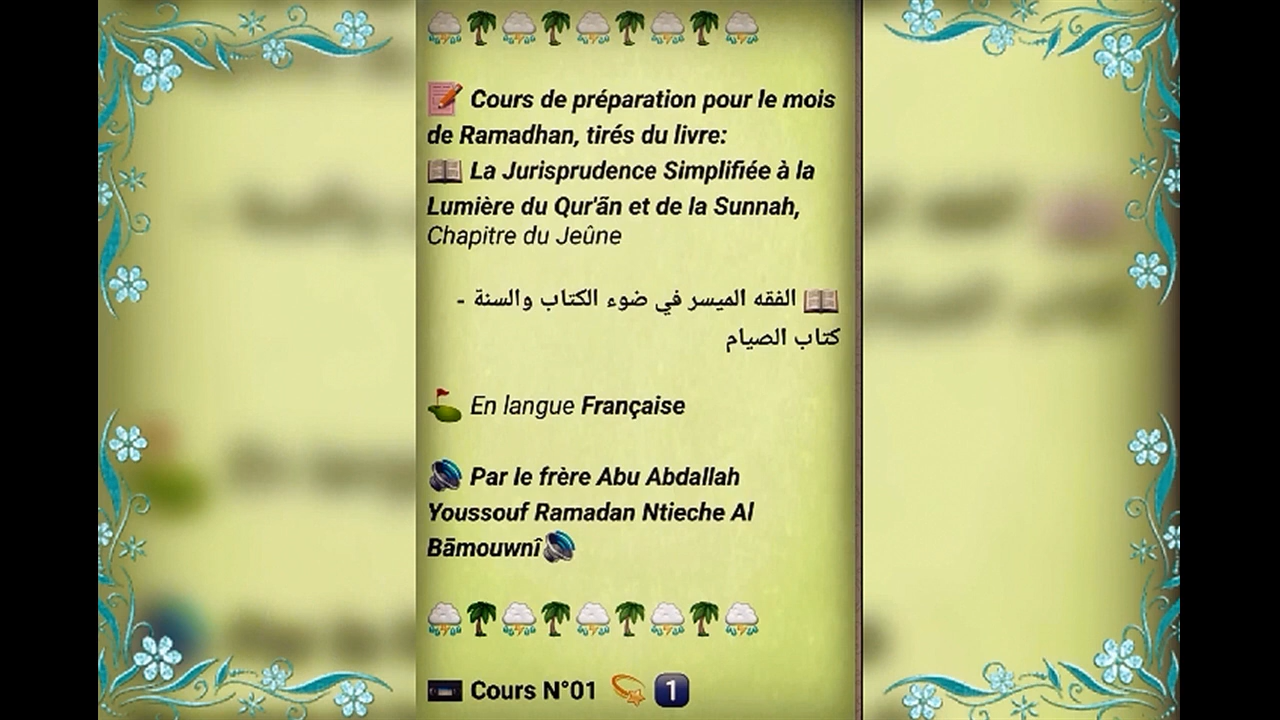 Cours de préparation pour le mois
de Ramadhan, tirés du livre:
La Jurisprudence Simplifiée à la
Lumière du Qur'ãn et de la Sunnah,
Chapitre du Jeûne
الفقه الميسر في ضوء الكتاب والسنة -
كتاب الصيام
En langue Française
Par le frère Abu Abdallah
Youssouf Ramadan Ntieche Al
Bāmouwnî
Cours N°01 1